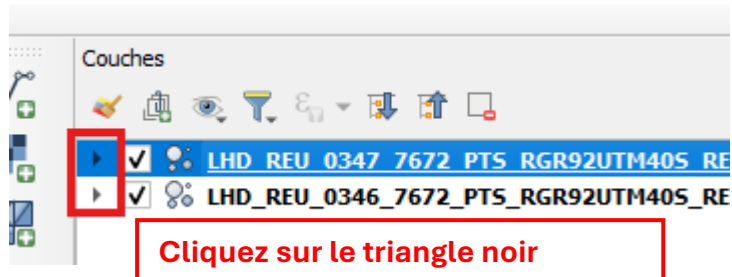 Couches
LHD_REU_0347_7672_PTS_RGR92UTM40S_RE
LHD_REU_0346_7672_PTS_RGR92UTM40S_RE
Cliquez sur le triangle noir